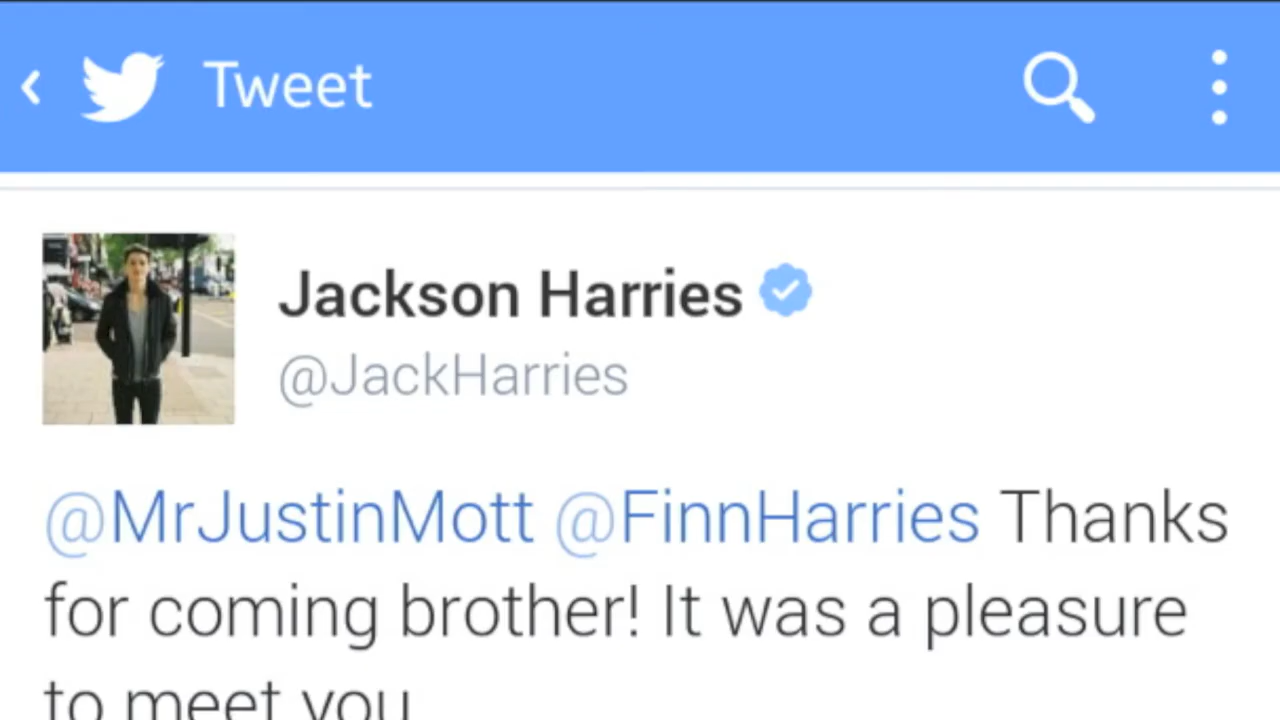 Tweet
Jackson Harries
@JackHarries
@MrJustinMott @FinnHarries Thanks
for coming brother! It was a pleasure
to meet you